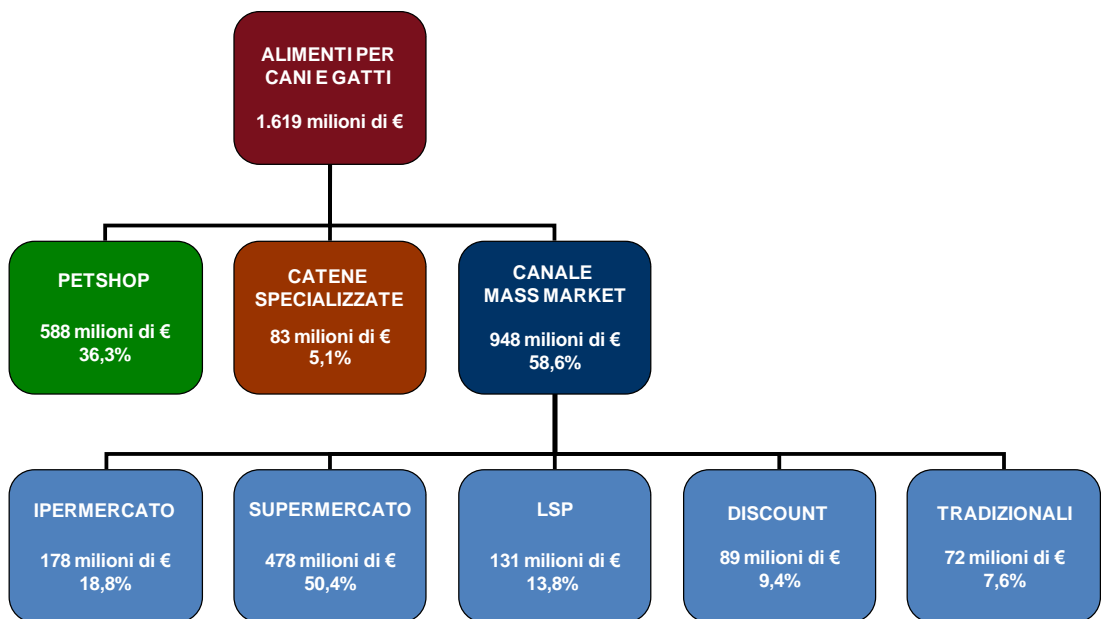 ALIMENTI PER
CANI E GATTI
1.619 milioni di €
PETSHOP
588 milioni di €
36,3%
CATENE
SPECIALIZZATE
83 milioni di €
5,1%
CANALE
MASS MARKET
948 milioni di €
58,6%
IPERMERCATO
178 milioni di €
18,8%
SUPERMERCATO
478 milioni di €
50,4%
LSP
131 milioni di €
13,8%
DISCOUNT
89 milioni di €
9,4%
TRADIZIONALI
72 milioni di €
7,6%